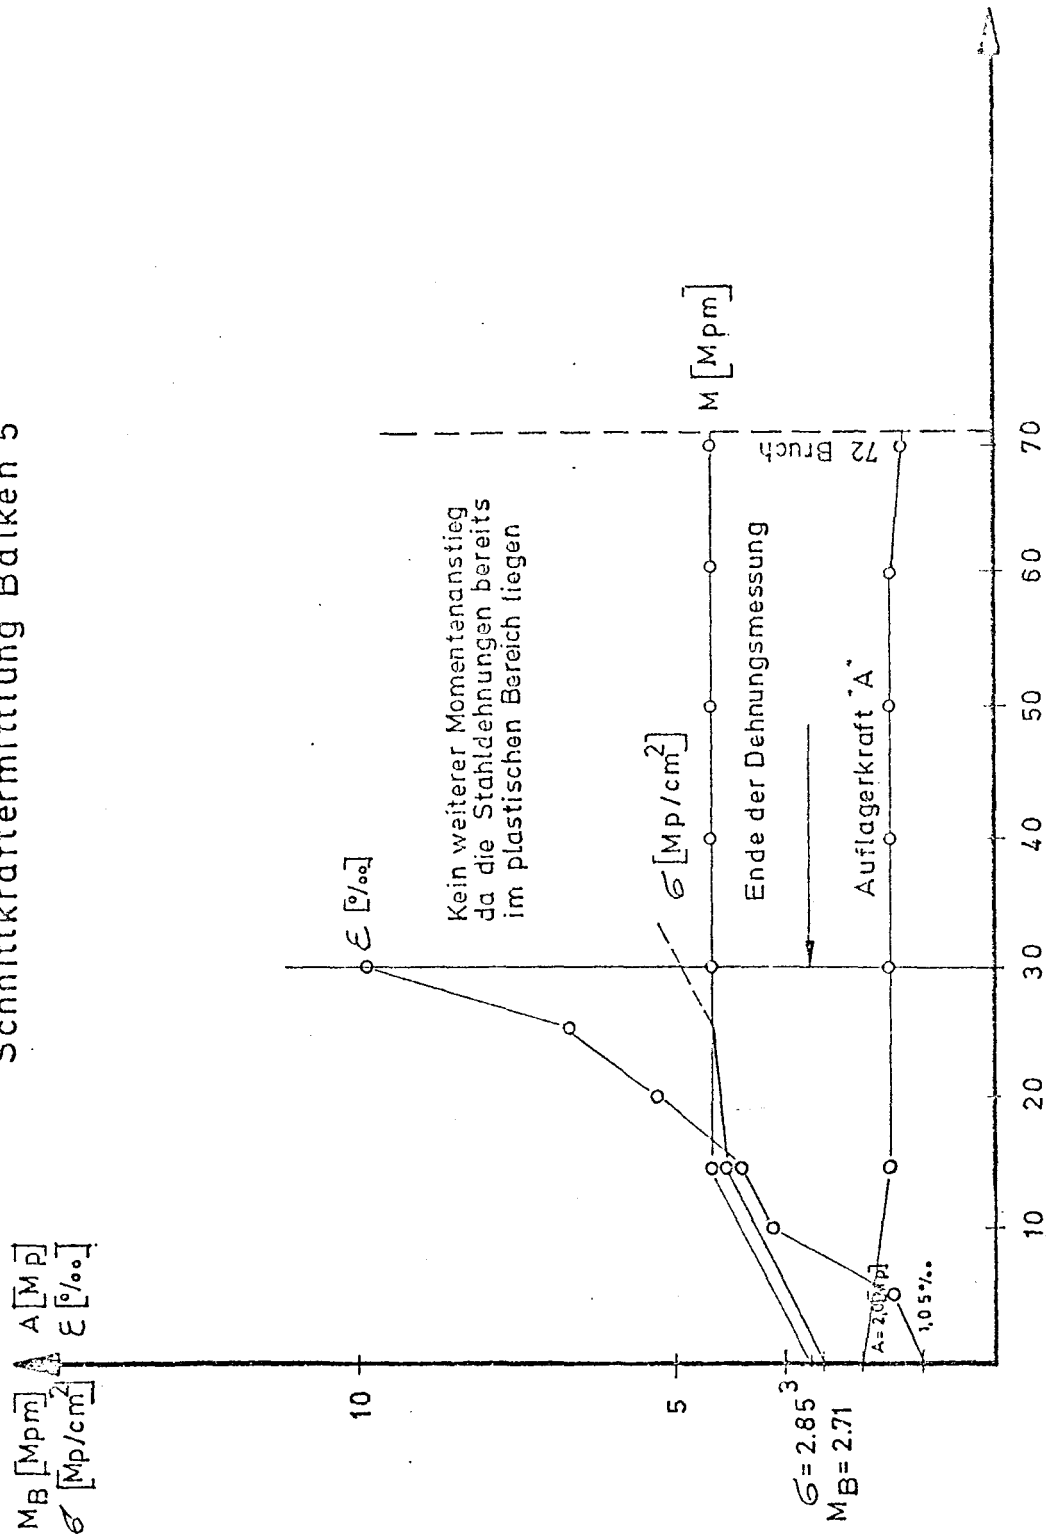 Schnittkraftermittlung Balken 5
M_B [Mpm] A [Mp]
σ [Mp/cm²] ε [‰]
10
5
3
σ = 2.85
M_B = 2.71
ε [‰]
Kein weiterer Momentenanstieg
da die Stahldehnungen bereits
im plastischen Bereich liegen
σ [Mp/cm²]
M [Mpm]
Ende der Dehnungsmessung
72 Bruch
Auflagerkraft "A"
A = 2,0 [Mp]
1,05 ‰
10 20 30 40 50 60 70